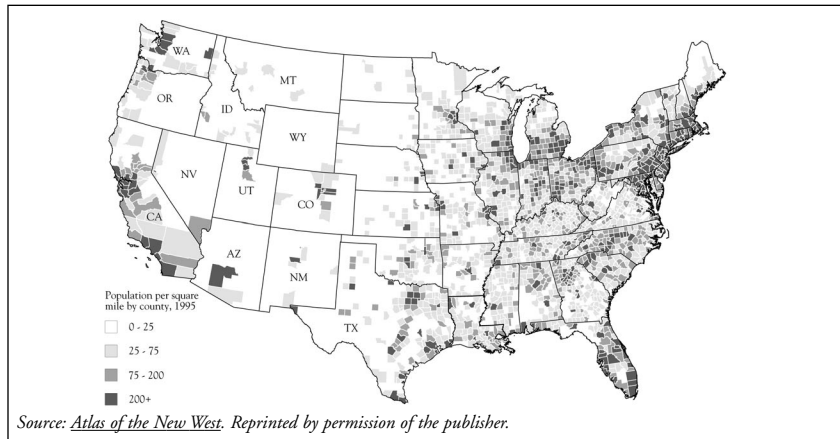 WA
MT
OR
ID
WY
NV
UT
CO
CA
AZ
NM
TX
Population per square
mile by county, 1995
0 - 25
25 - 75
75 - 200
200+
Source: Atlas of the New West. Reprinted by permission of the publisher.